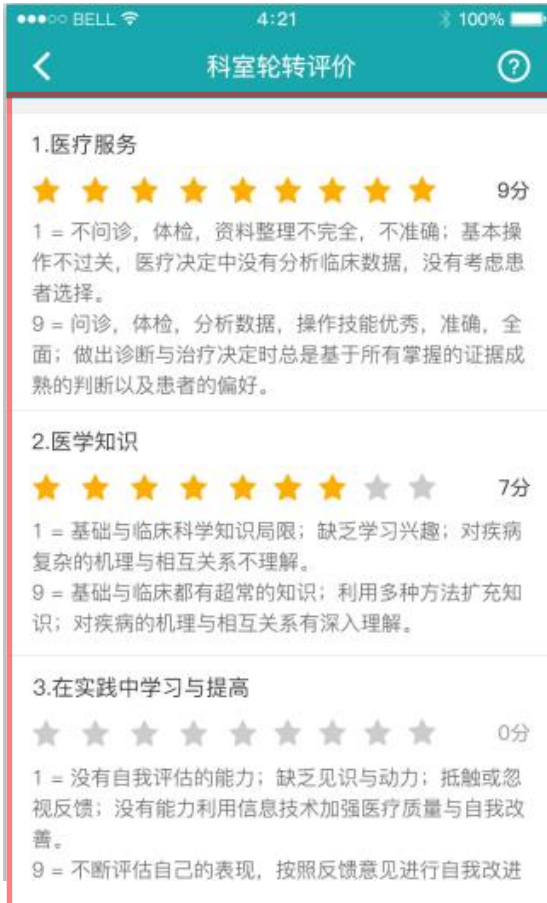 BELL 4:21 100%
科室轮转评价
1.医疗服务
9分
1 = 不问诊，体检，资料整理不完全，不准确；基本操
作不过关，医疗决定中没有分析临床数据，没有考虑患
者选择。
9 = 问诊，体检，分析数据，操作技能优秀，准确，全
面；做出诊断与治疗决定时总是基于所有掌握的证据成
熟的判断以及患者的偏好。
2.医学知识
7分
1 = 基础与临床科学知识局限；缺乏学习兴趣；对疾病
复杂的机理与相互关系不理解。
9 = 基础与临床都有超常的知识；利用多种方法扩充知
识；对疾病的机理与相互关系有深入理解。
3.在实践中学习与提高
0分
1 = 没有自我评估的能力；缺乏见识与动力；抵触或忽
视反馈；没有能力利用信息技术加强医疗质量与自我改
善。
9 = 不断评估自己的表现，按照反馈意见进行自我改进